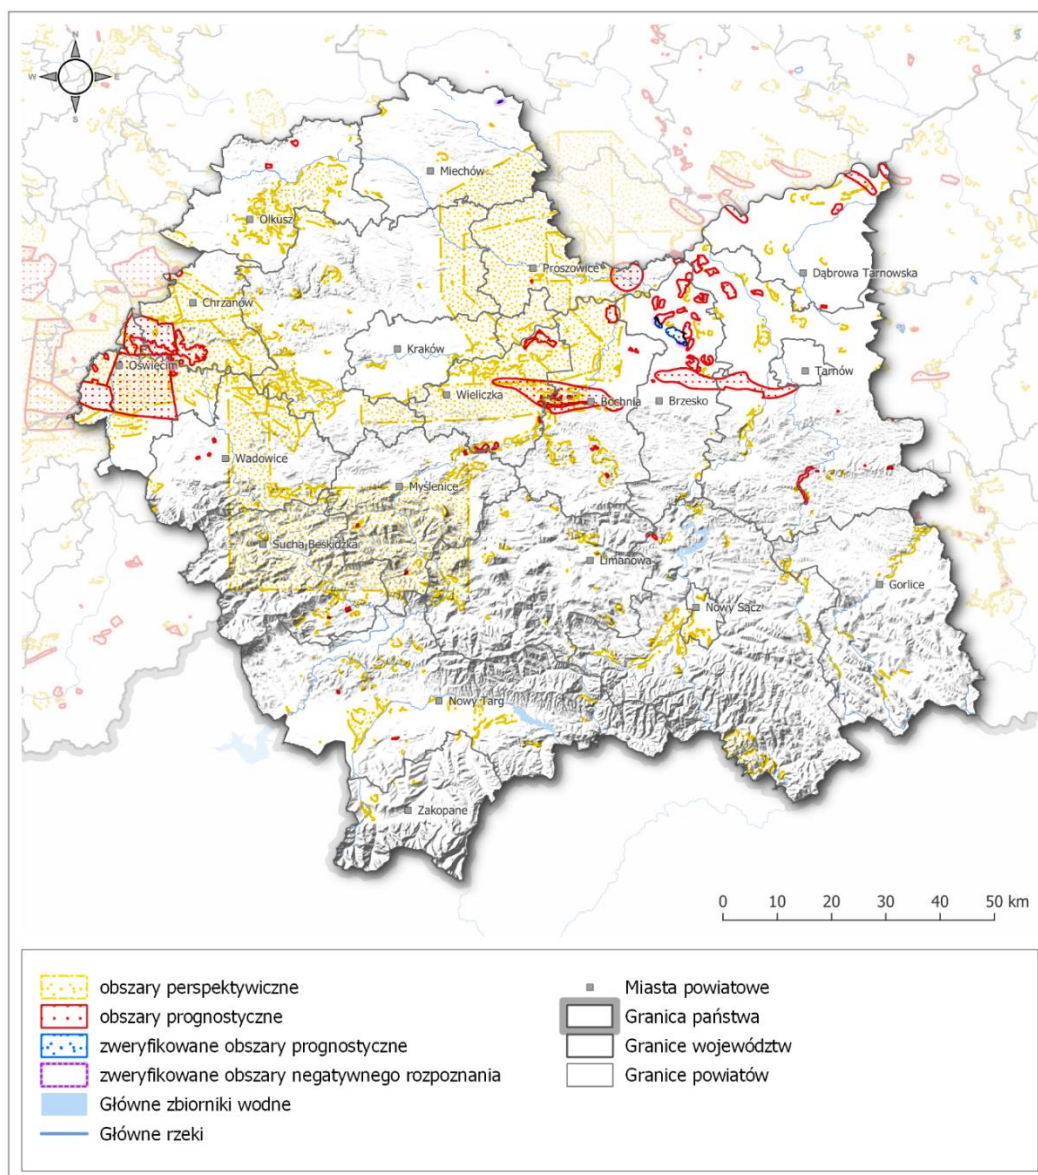 N
W E
S
Miechów
Olkusz
Proszowice
Dąbrowa Tarnowska
Chrzanów
Kraków
Oświęcim
Tarnów
Wieliczka
Bochnia
Brzesko
Wadowice
Myślenice
Sucha Beskidzka
Limanowa
Gorlice
Nowy Sącz
Nowy Targ
Zakopane
0 10 20 30 40 50 km
obszary perspektywiczne
obszary prognostyczne
zweryfikowane obszary prognostyczne
zweryfikowane obszary negatywnego rozpoznania
Główne zbiorniki wodne
Główne rzeki
Miasta powiatowe
Granica państwa
Granice województw
Granice powiatów